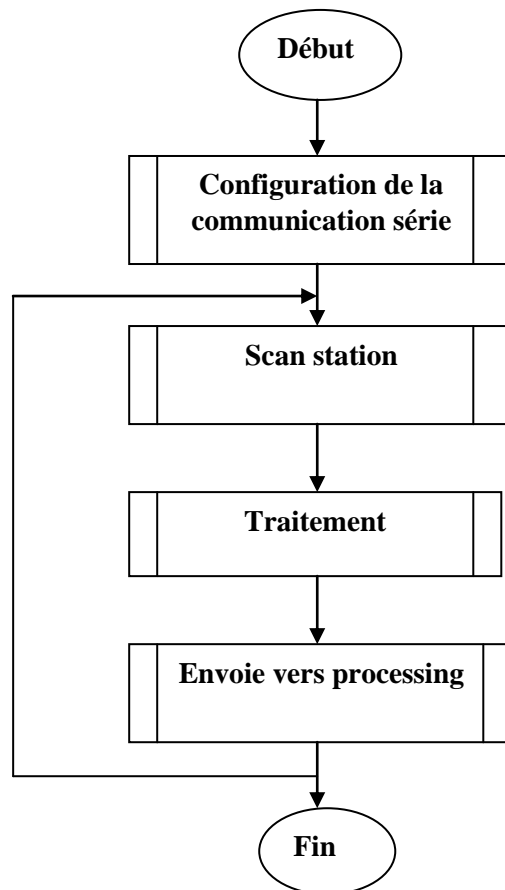 Début
Configuration de la
communication série
Scan station
Traitement
Envoie vers processing
Fin